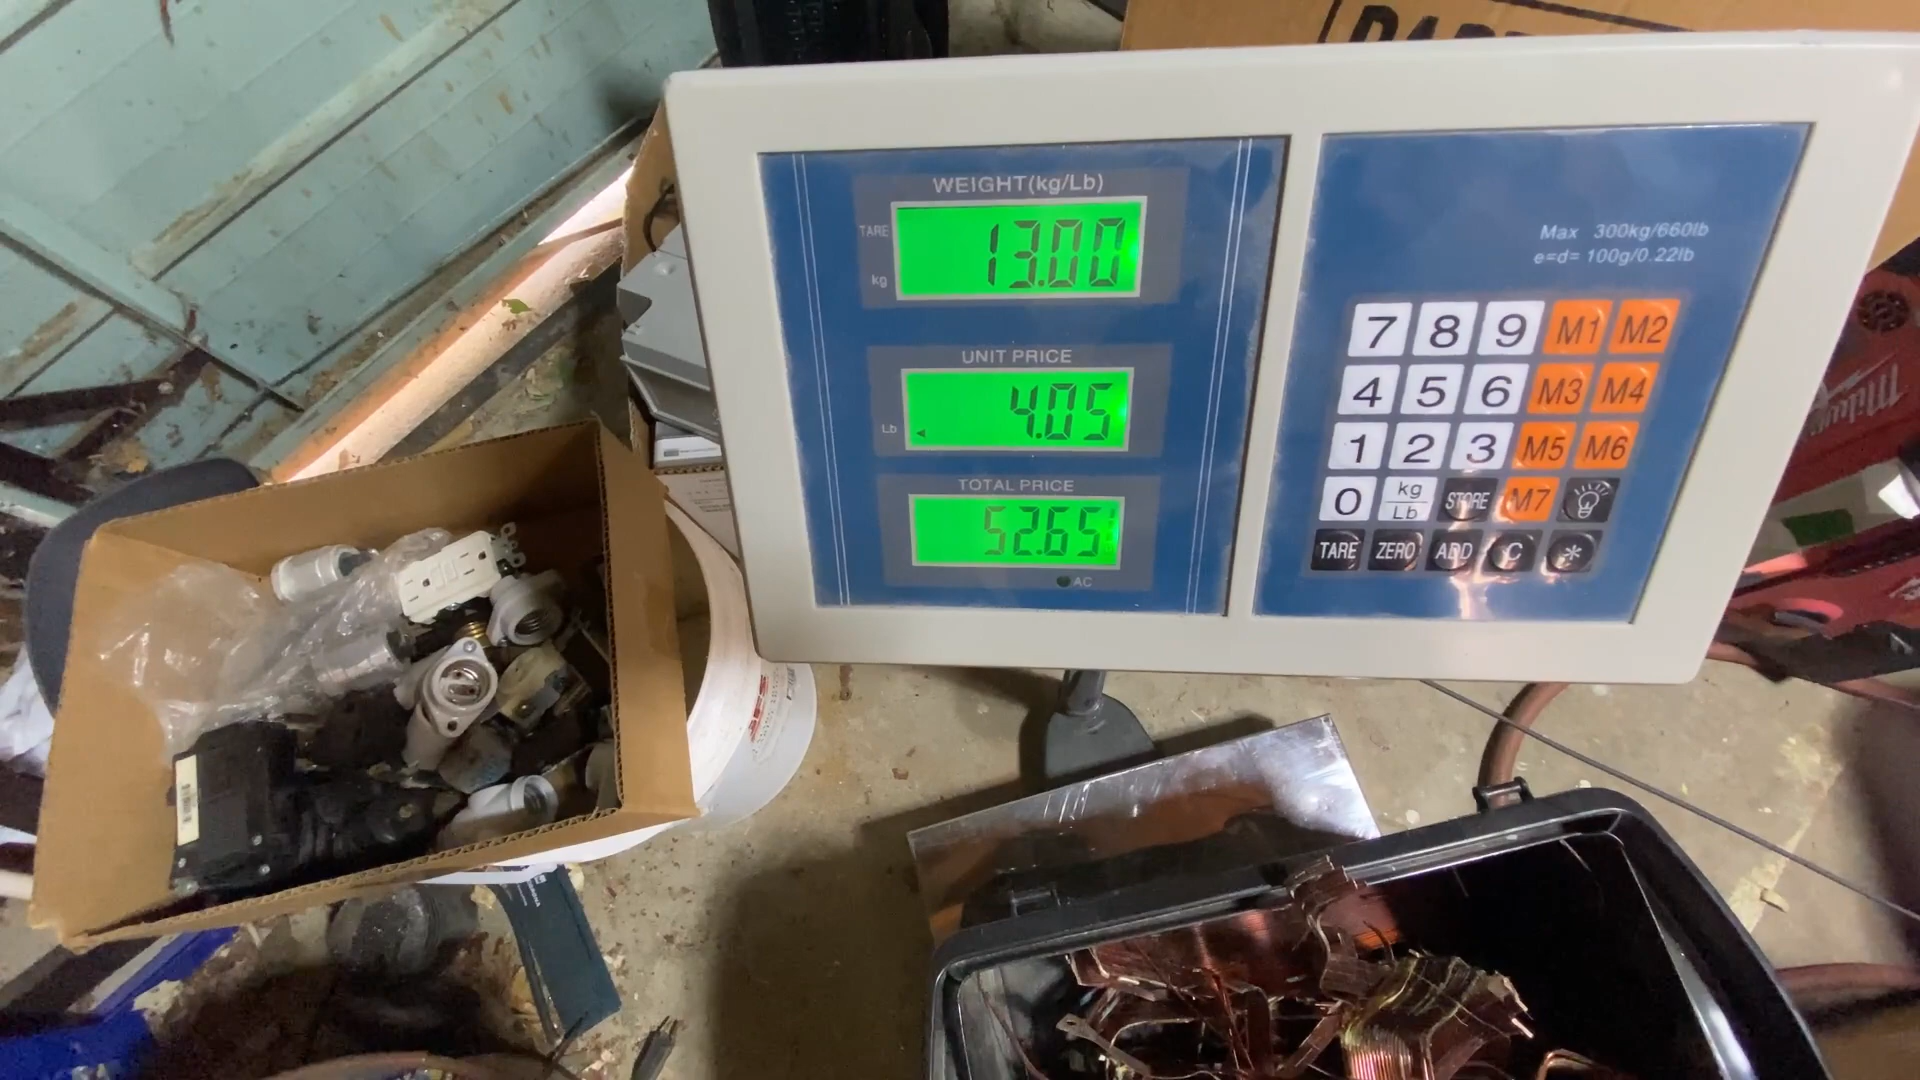 WEIGHT(kg/Lb)
TARE
13.00
kg
UNIT PRICE
4.05
Lb
TOTAL PRICE
52.65
AC
Max 300kg/660lb
e=d= 100g/0.22lb
7 8 9 M1 M2
4 5 6 M3 M4
1 2 3 M5 M6
0 kg/Lb STORE M7
TARE ZERO ADD C *